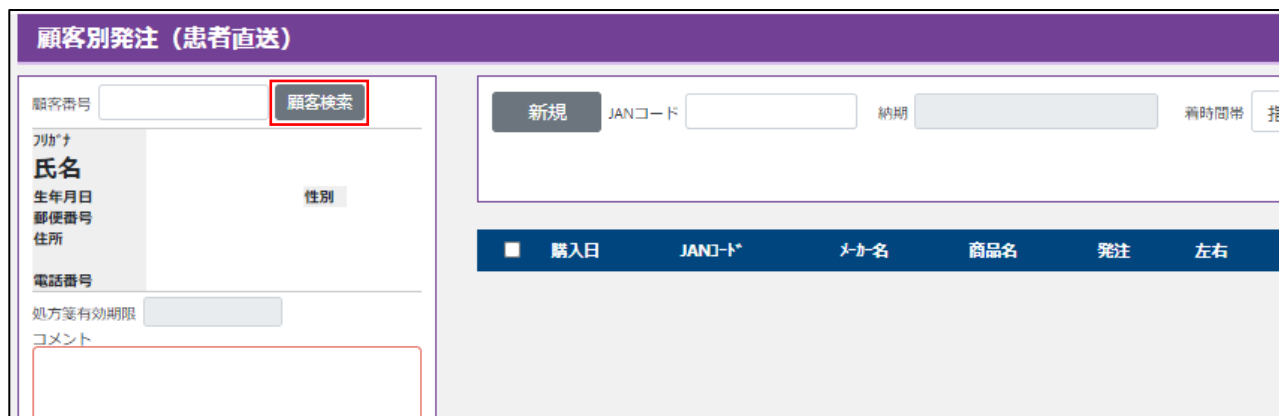 顧客別発注（患者直送）
顧客番号
顧客検索
ﾌﾘｶﾞﾅ
氏名
生年月日
性別
郵便番号
住所
電話番号
処方箋有効期限
コメント
新規
JANコード
納期
着時間帯
指
購入日
JANｺｰﾄﾞ
ﾒｰｶｰ名
商品名
発注
左右